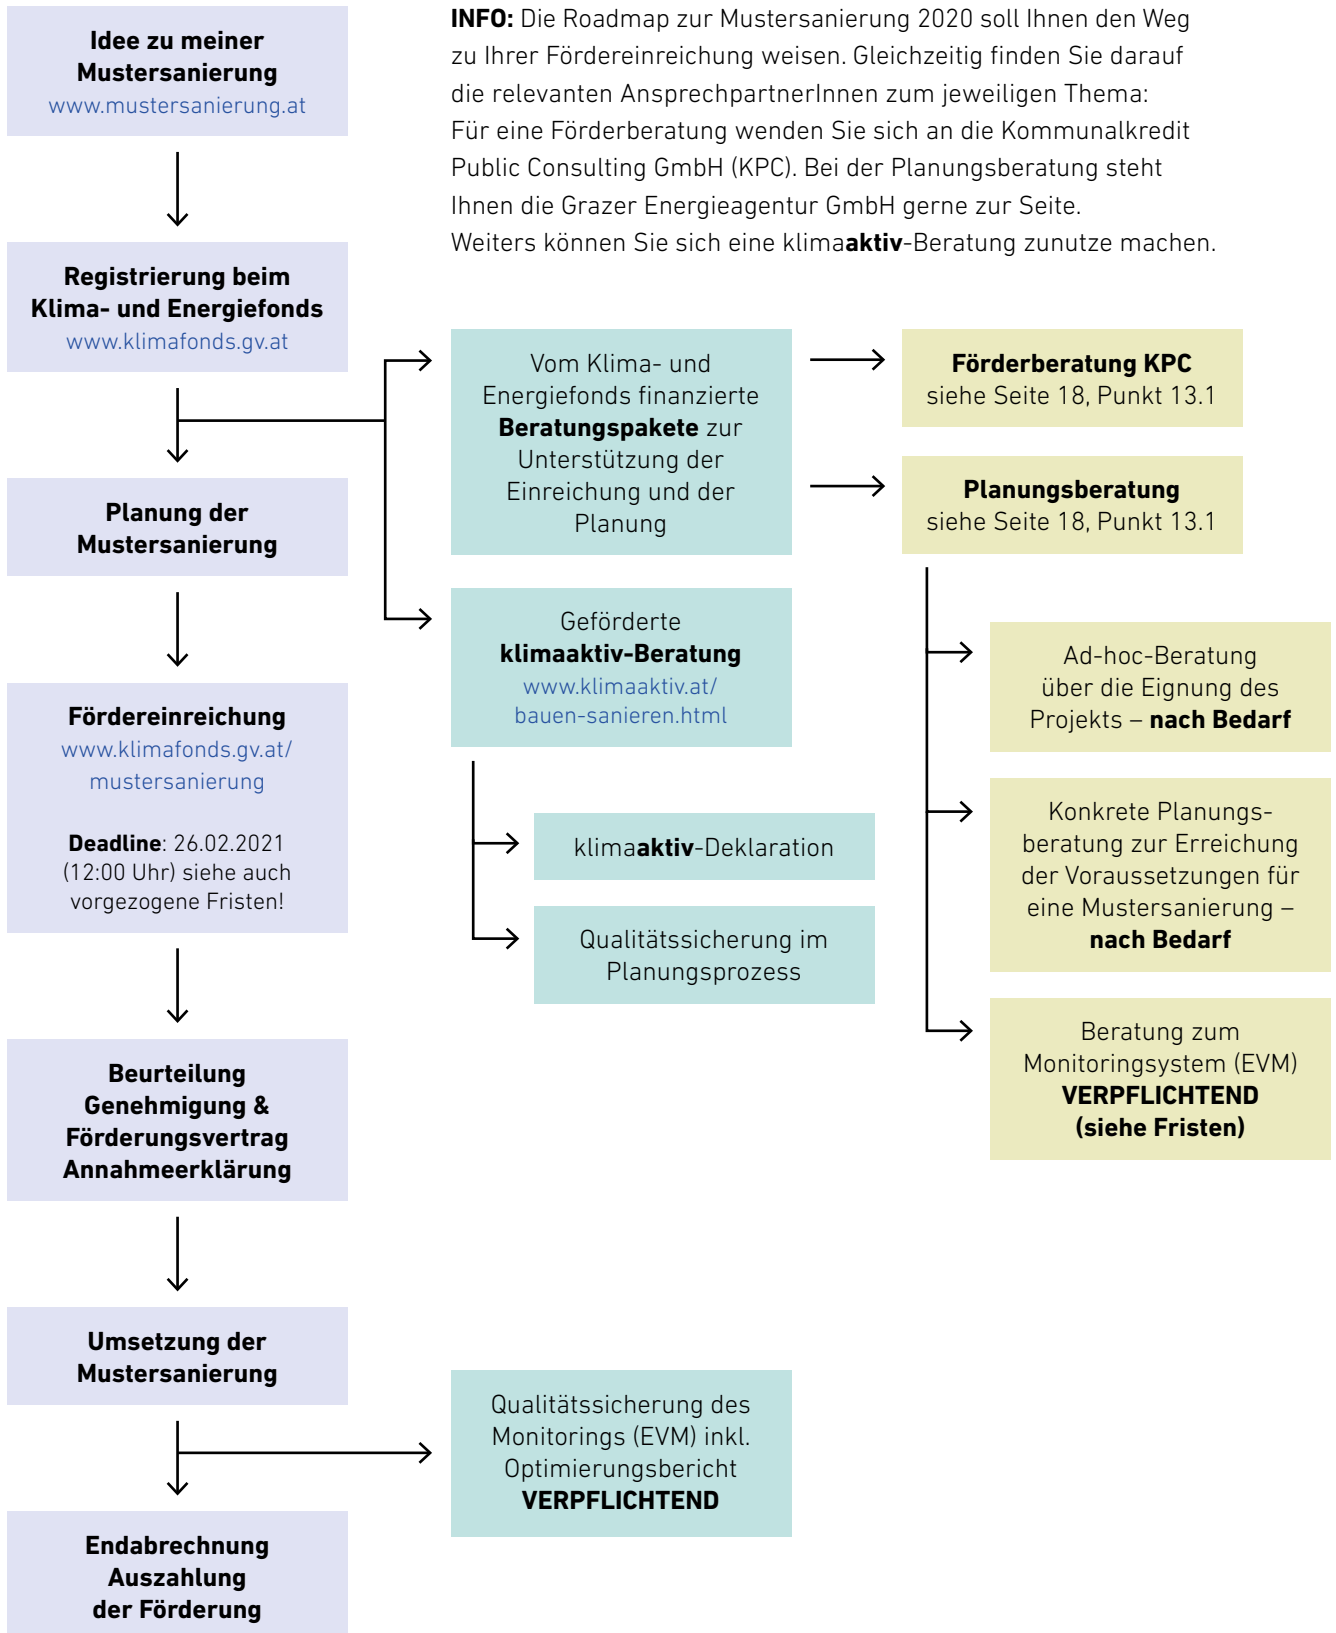 Idee zu meiner
Mustersanierung
www.mustersanierung.at
INFO: Die Roadmap zur Mustersanierung 2020 soll Ihnen den Weg
zu Ihrer Fördereinreichung weisen. Gleichzeitig finden Sie darauf
die relevanten AnsprechpartnerInnen zum jeweiligen Thema:
Für eine Förderberatung wenden Sie sich an die Kommunalkredit
Public Consulting GmbH (KPC). Bei der Planungsberatung steht
Ihnen die Grazer Energieagentur GmbH gerne zur Seite.
Weiters können Sie sich eine klimaaktiv-Beratung zunutze machen.
Registrierung beim
Klima- und Energiefonds
www.klimafonds.gv.at
Vom Klima- und
Energiefonds finanzierte
Beratungspakete zur
Unterstützung der
Einreichung und der
Planung
Förderberatung KPC
siehe Seite 18, Punkt 13.1
Planungsberatung
siehe Seite 18, Punkt 13.1
Planung der
Mustersanierung
Geförderte
klimaaktiv-Beratung
www.klimaaktiv.at/
bauen-sanieren.html
Ad-hoc-Beratung
über die Eignung des
Projekts – nach Bedarf
Fördereinreichung
www.klimafonds.gv.at/
mustersanierung
Deadline: 26.02.2021
(12:00 Uhr) siehe auch
vorgezogene Fristen!
klimaaktiv-Deklaration
Qualitätssicherung im
Planungsprozess
Konkrete Planungs-
beratung zur Erreichung
der Voraussetzungen für
eine Mustersanierung –
nach Bedarf
Beratung zum
Monitoringsystem (EVM)
VERPFLICHTEND
(siehe Fristen)
Beurteilung
Genehmigung &
Förderungsvertrag
Annahmeerklärung
Umsetzung der
Mustersanierung
Qualitätssicherung des
Monitorings (EVM) inkl.
Optimierungsbericht
VERPFLICHTEND
Endabrechnung
Auszahlung
der Förderung